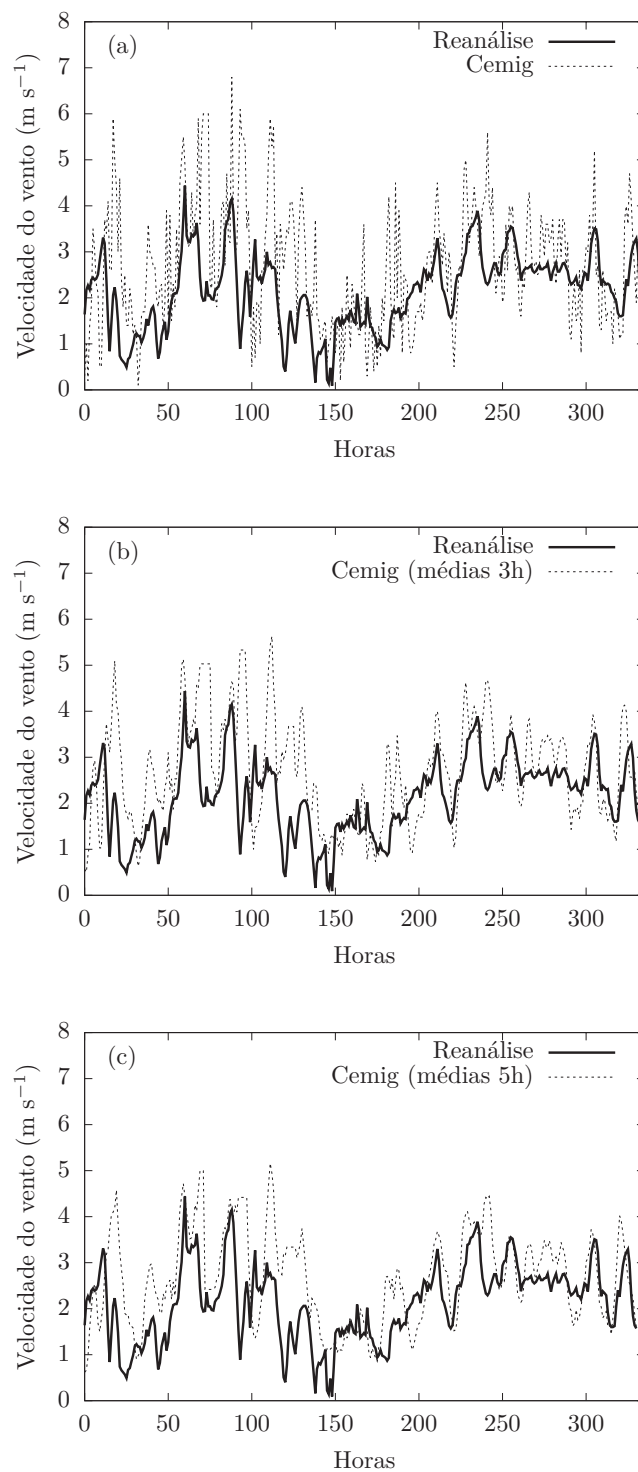 (a)
Reanálise
Cemig
Velocidade do vento (m s⁻¹)
8
7
6
5
4
3
2
1
0
0 50 100 150 200 250 300
Horas
(b)
Reanálise
Cemig (médias 3h)
Velocidade do vento (m s⁻¹)
8
7
6
5
4
3
2
1
0
0 50 100 150 200 250 300
Horas
(c)
Reanálise
Cemig (médias 5h)
Velocidade do vento (m s⁻¹)
8
7
6
5
4
3
2
1
0
0 50 100 150 200 250 300
Horas